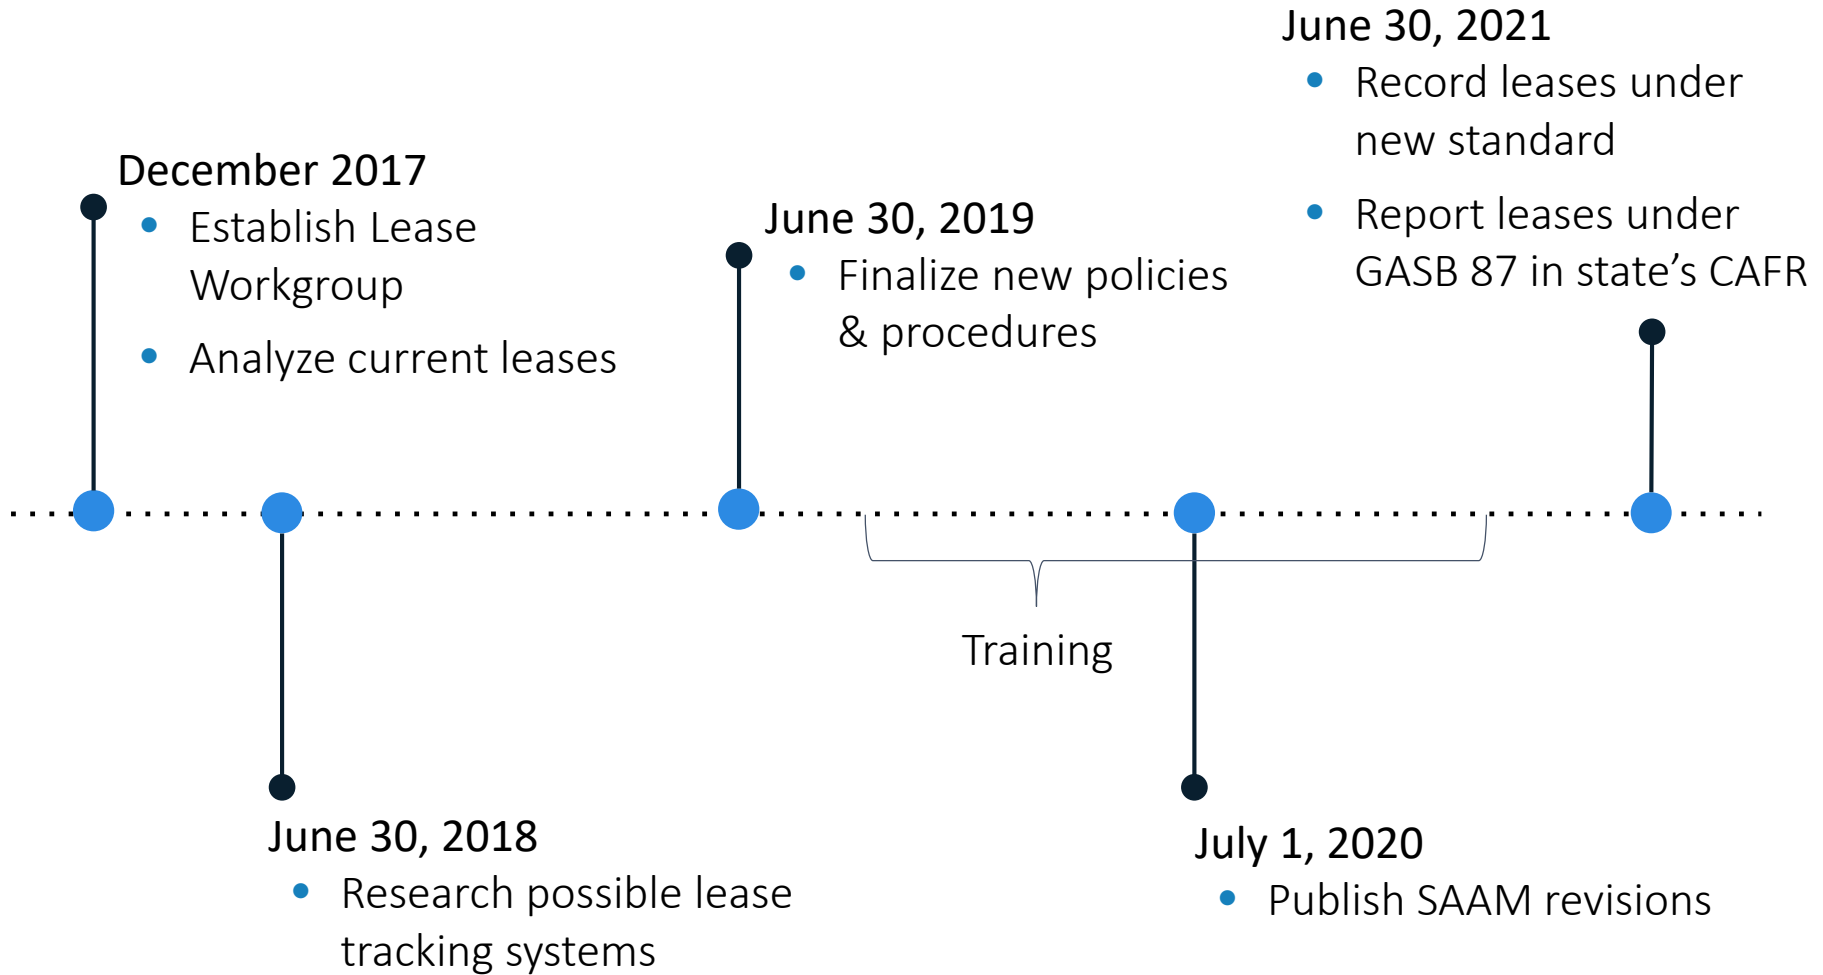 December 2017
• Establish Lease
Workgroup
• Analyze current leases
June 30, 2018
• Research possible lease
tracking systems
June 30, 2019
• Finalize new policies
& procedures
Training
July 1, 2020
• Publish SAAM revisions
June 30, 2021
• Record leases under
new standard
• Report leases under
GASB 87 in state’s CAFR